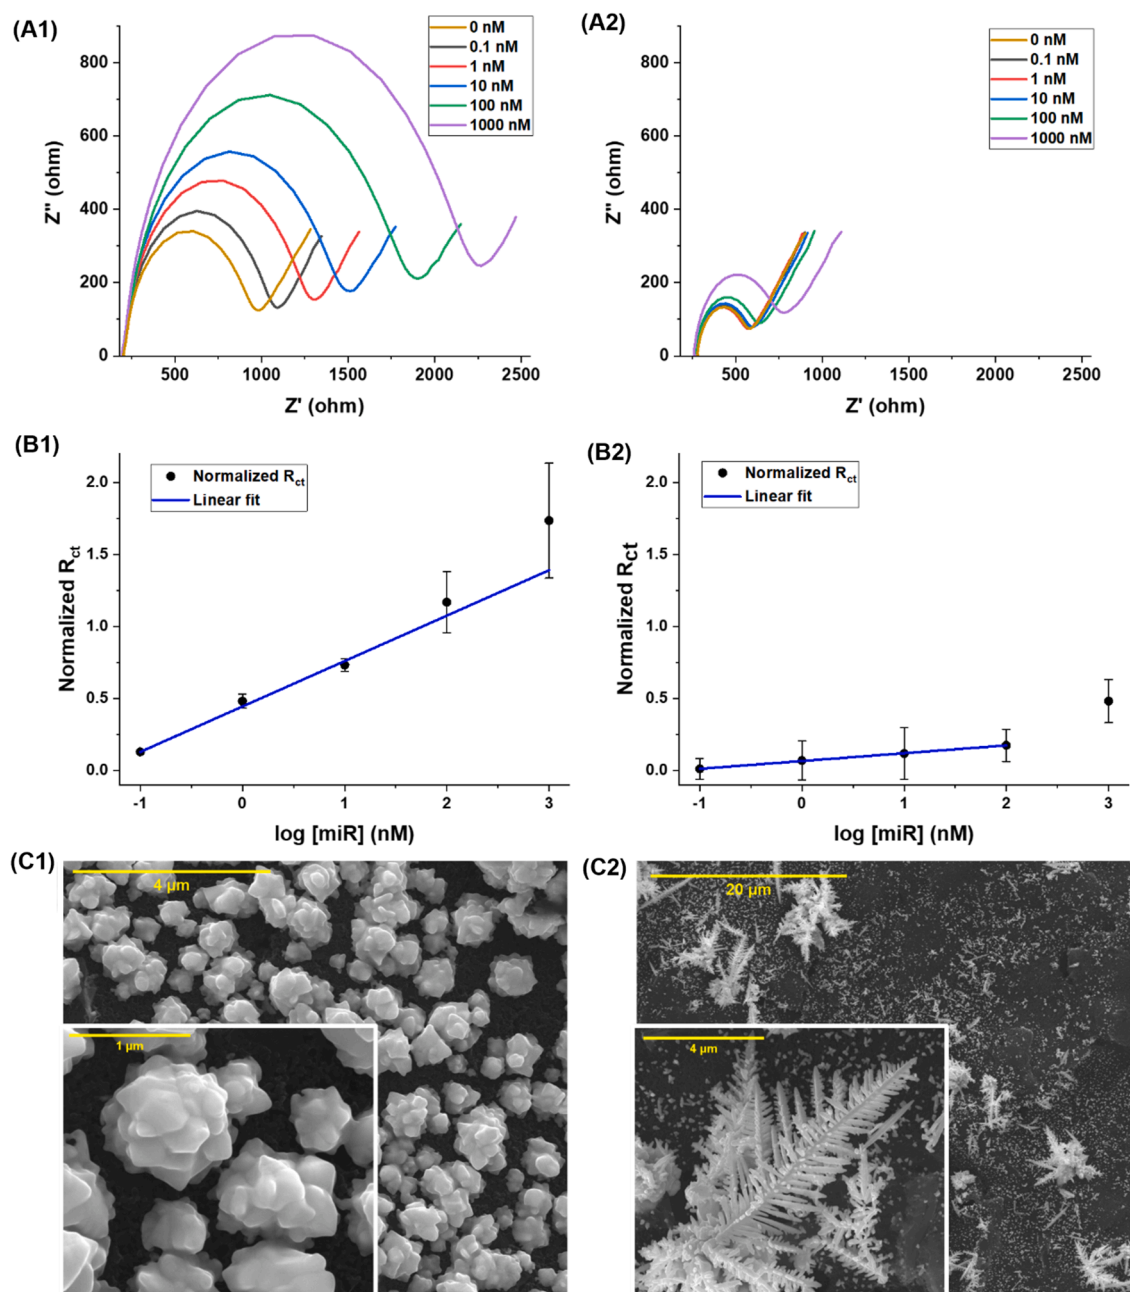 (A1)
800
600
400
200
0
Z'' (ohm)
500
1000
1500
2000
2500
Z' (ohm)
0 nM
0.1 nM
1 nM
10 nM
100 nM
1000 nM
(A2)
800
600
400
200
0
Z'' (ohm)
500
1000
1500
2000
2500
Z' (ohm)
0 nM
0.1 nM
1 nM
10 nM
100 nM
1000 nM
(B1)
2.0
1.5
1.0
0.5
0.0
Normalized Rct
Normalized Rct
Linear fit
-1
0
1
2
3
log [miR] (nM)
(B2)
2.0
1.5
1.0
0.5
0.0
Normalized Rct
Normalized Rct
Linear fit
-1
0
1
2
3
log [miR] (nM)
(C1)
4 µm
1 µm
(C2)
20 µm
4 µm